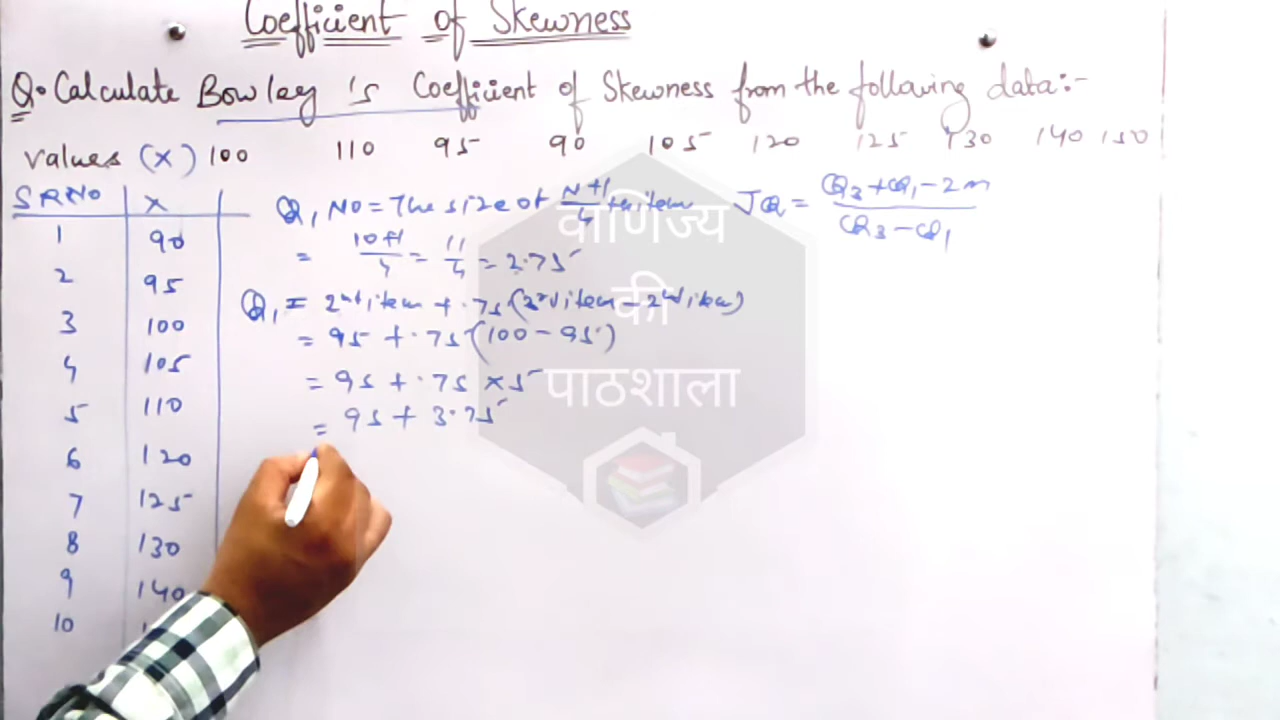 Coefficient of Skewness
Q. Calculate Bowley's Coefficient of Skewness from the following data:-
Values (X) 100 110 95 90 105 120 125 130 140 150
SR NO X
1 90
2 95
3 100
4 105
5 110
6 120
7 125
8 130
9 140
10
Q1 NO = The size of N+1/4 th item
= 10+1/4 = 11/4 = 2.75
Q1 = 2nd item + .75 (3rd item - 2nd item)
= 95 + .75 (100 - 95)
= 95 + .75 × 5
= 95 + 3.75
JQ = Q3 + Q1 - 2M / Q3 - Q1
वाणिज्य
की
पाठशाला